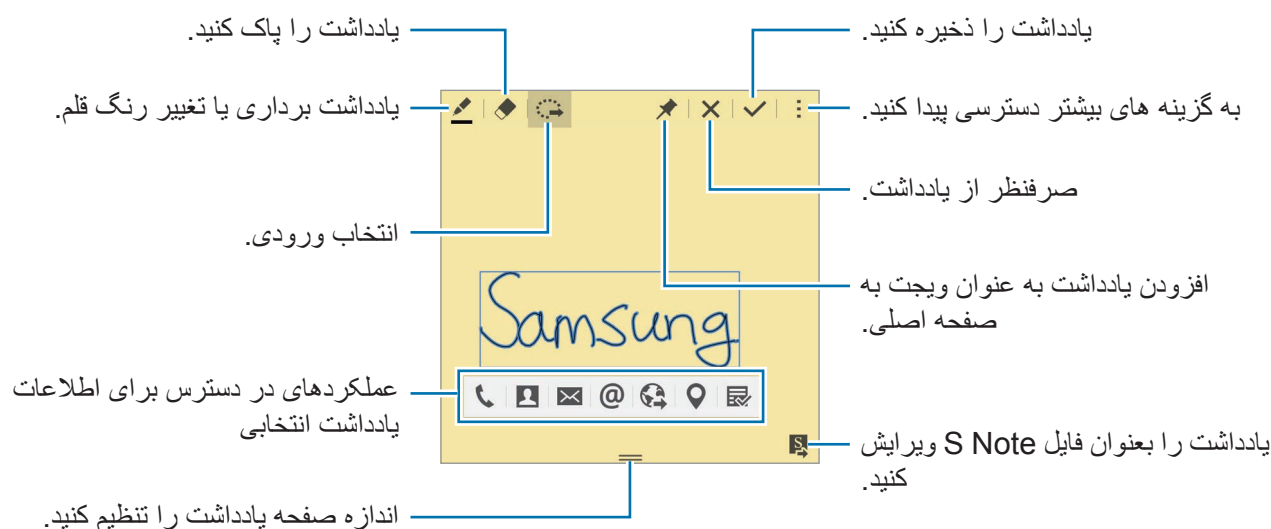 یادداشت را پاک کنید.
یادداشت را ذخیره کنید.
یادداشت برداری یا تغییر رنگ قلم.
به گزینه های بیشتر دسترسی پیدا کنید.
صرفنظر از یادداشت.
انتخاب ورودی.
افزودن یادداشت به عنوان ویجت به
صفحه اصلی.
Samsung
عملکردهای در دسترس برای اطلاعات
یادداشت انتخابی
یادداشت را بعنوان فایل S Note ویرایش
کنید.
اندازه صفحه یادداشت را تنظیم کنید.